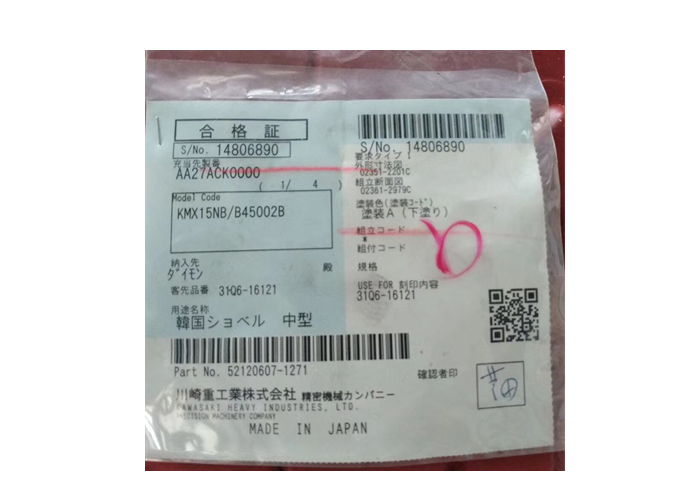 合格証
S/No. 14806890
充当先製番
AA27ACK0000
( 1/ 4 )
Model Code
KMX15NB/B45002B
納入先 殿
ダイモン
客先品番 31Q6-16121
用途名称
韓国ショベル 中型
S/No. 14806890
要求タイプ I
外部寸法図
02351-2201C
組立断面図
02361-2979C
塗装色(塗装コード)
塗装A (下塗り)
組立コード
*
組付コード
規格
USE FOR 刻印内容
31Q6-16121
Part No. 52120607-1271
確認者印
川崎重工業株式会社 精密機械カンパニー
KAWASAKI HEAVY INDUSTRIES, LTD.
PRECISION MACHINERY COMPANY
MADE IN JAPAN